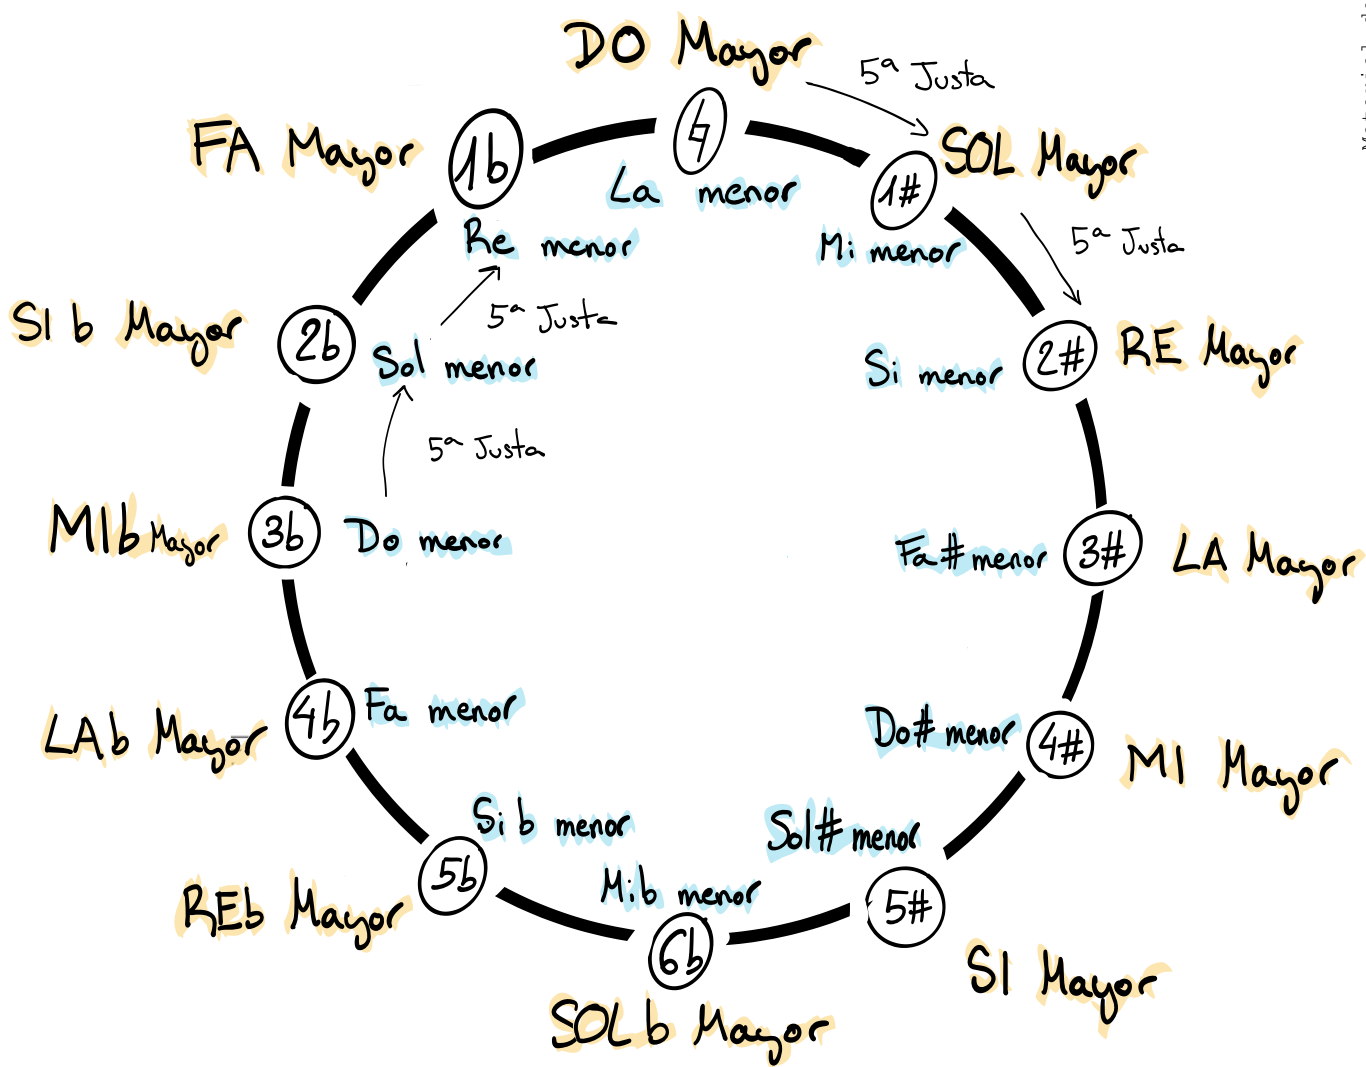 DO Mayor
5ª Justa
FA Mayor
1b
♮
SOL Mayor
1#
La menor
Re menor
Mi menor
5ª Justa
5ª Justa
SI b Mayor
2b
Sol menor
Si menor
2#
RE Mayor
5ª Justa
MIb Mayor
3b
Do menor
Fa# menor
3#
LA Mayor
LAb Mayor
4b
Fa menor
Do# menor
4#
MI Mayor
Si b menor
Sol# menor
REb Mayor
5b
Mib menor
5#
6b
SI Mayor
SOL b Mayor